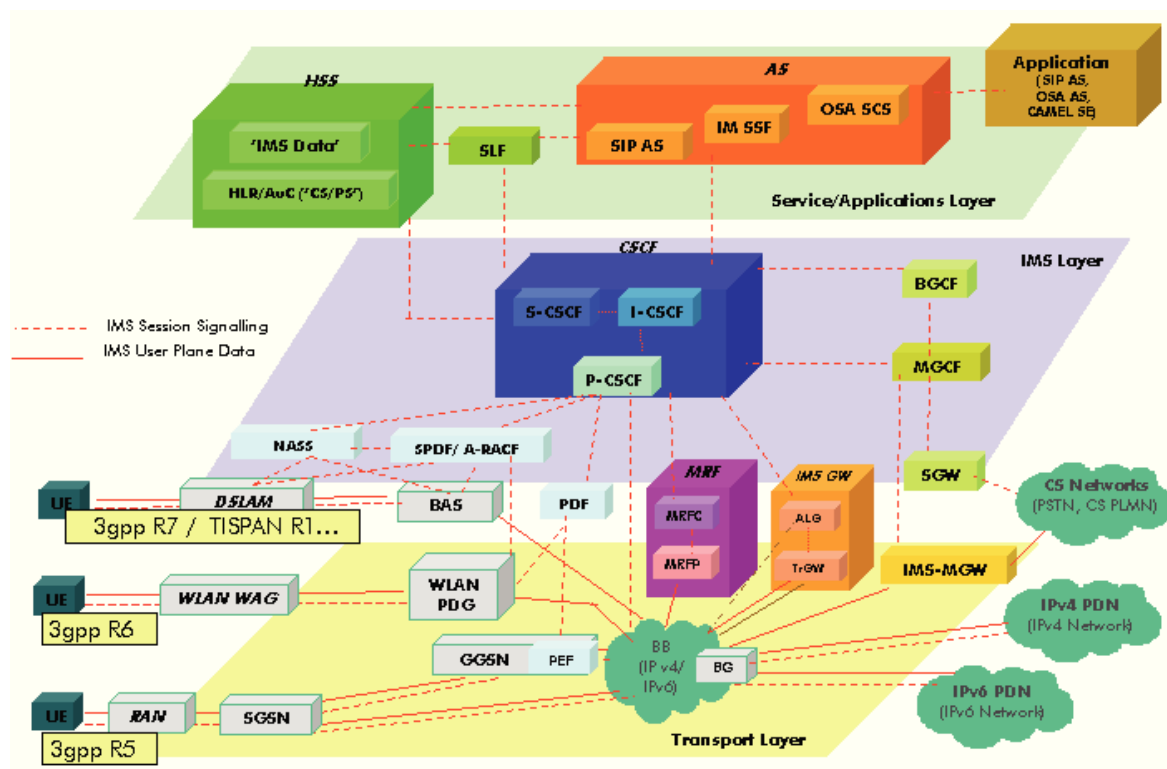 HSS
'IMS Data'
HLR/AuC ('CS/PS')
SLF
AS
SIP AS
IM SSF
OSA SCS
Application
(SIP AS,
OSA AS,
CAMEL SE)
Service/Applications Layer
CSCF
IMS Layer
S-CSCF
I-CSCF
P-CSCF
BGCF
MGCF
SGW
IMS Session Signalling
IMS User Plane Data
NASS
SPDF/ A-RACF
UE
DSLAM
BAS
PDF
3gpp R7 / TISPAN R1...
MRF
MRFC
MRFP
IMS GW
ALG
TrGW
CS Networks
(PSTN, CS PLMN)
IMS-MGW
UE
WLAN WAG
WLAN
PDG
3gpp R6
IPv4 PDN
(IPv4 Network)
GGSN
PEF
BB
(IP v4/
IPv6)
BG
IPv6 PDN
(IPv6 Network)
UE
RAN
SGSN
3gpp R5
Transport Layer